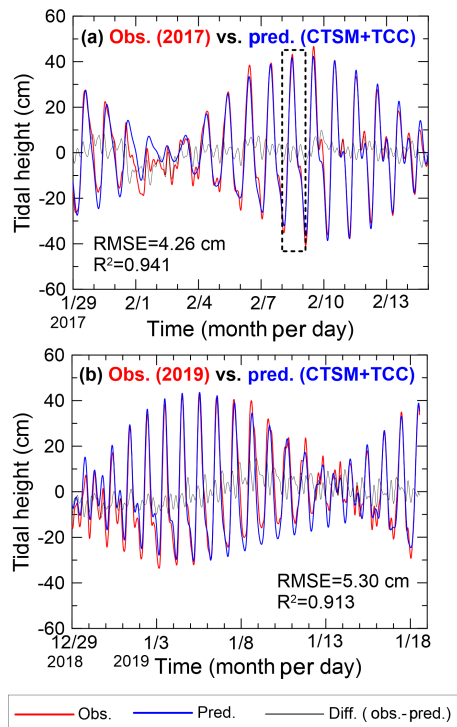 (a) Obs. (2017) vs. pred. (CTSM+TCC)
60
40
20
0
-20
-40
-60
Tidal height (cm)
RMSE=4.26 cm
R²=0.941
1/29 2/1 2/4 2/7 2/10 2/13
2017
Time (month per day)
(b) Obs. (2019) vs. pred. (CTSM+TCC)
60
40
20
0
-20
-40
-60
Tidal height (cm)
RMSE=5.30 cm
R²=0.913
12/29 1/3 1/8 1/13 1/18
2018 2019
Time (month per day)
Obs. Pred. Diff. ( obs.-pred.)